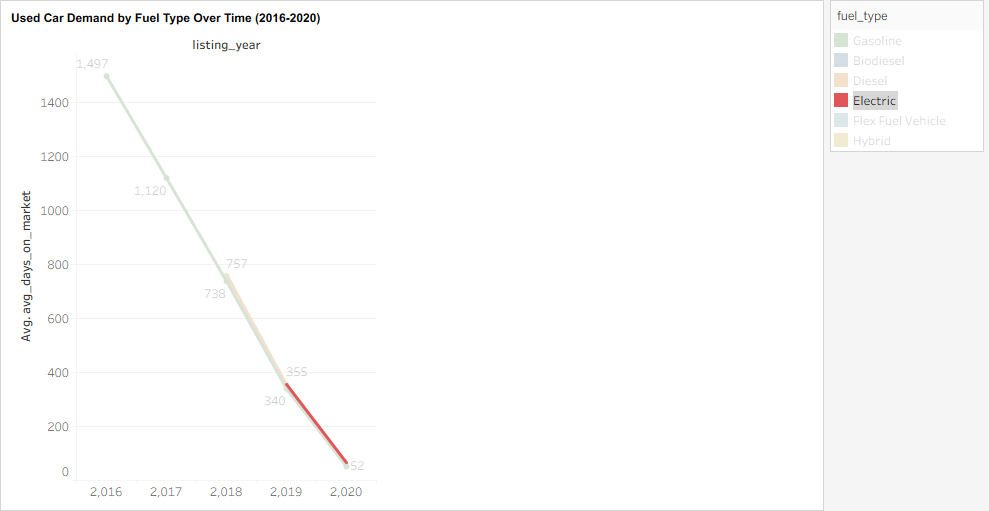 Used Car Demand by Fuel Type Over Time (2016-2020)
listing_year
Avg. avg_days_on_market
1400
1200
1000
800
600
400
200
0
1,497
1,120
757
738
355
340
52
2,016
2,017
2,018
2,019
2,020
fuel_type
Gasoline
Biodiesel
Diesel
Electric
Flex Fuel Vehicle
Hybrid